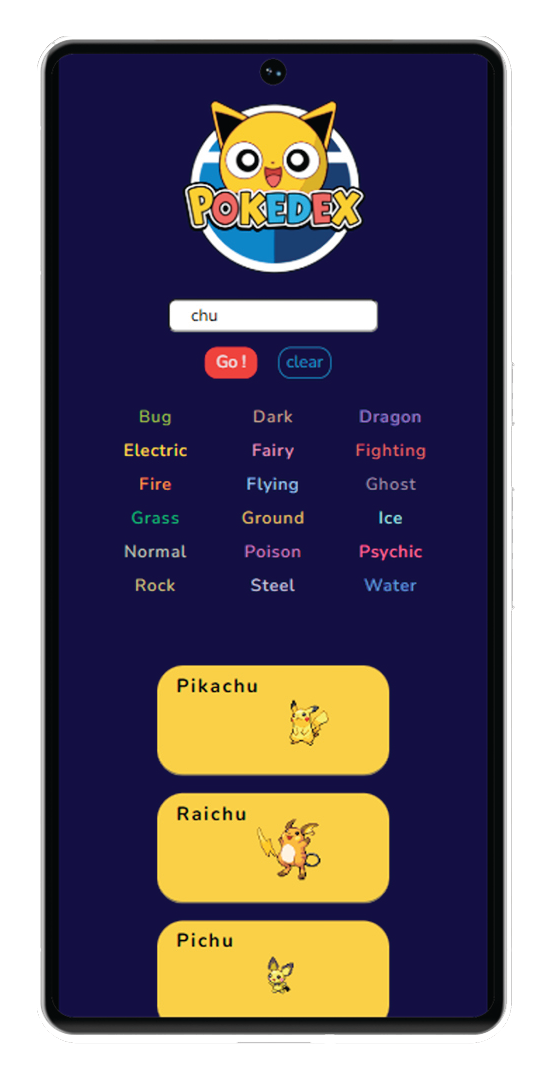 POKEDEX
chu
Go ! clear
Bug Dark Dragon
Electric Fairy Fighting
Fire Flying Ghost
Grass Ground Ice
Normal Poison Psychic
Rock Steel Water
Pikachu
Raichu
Pichu